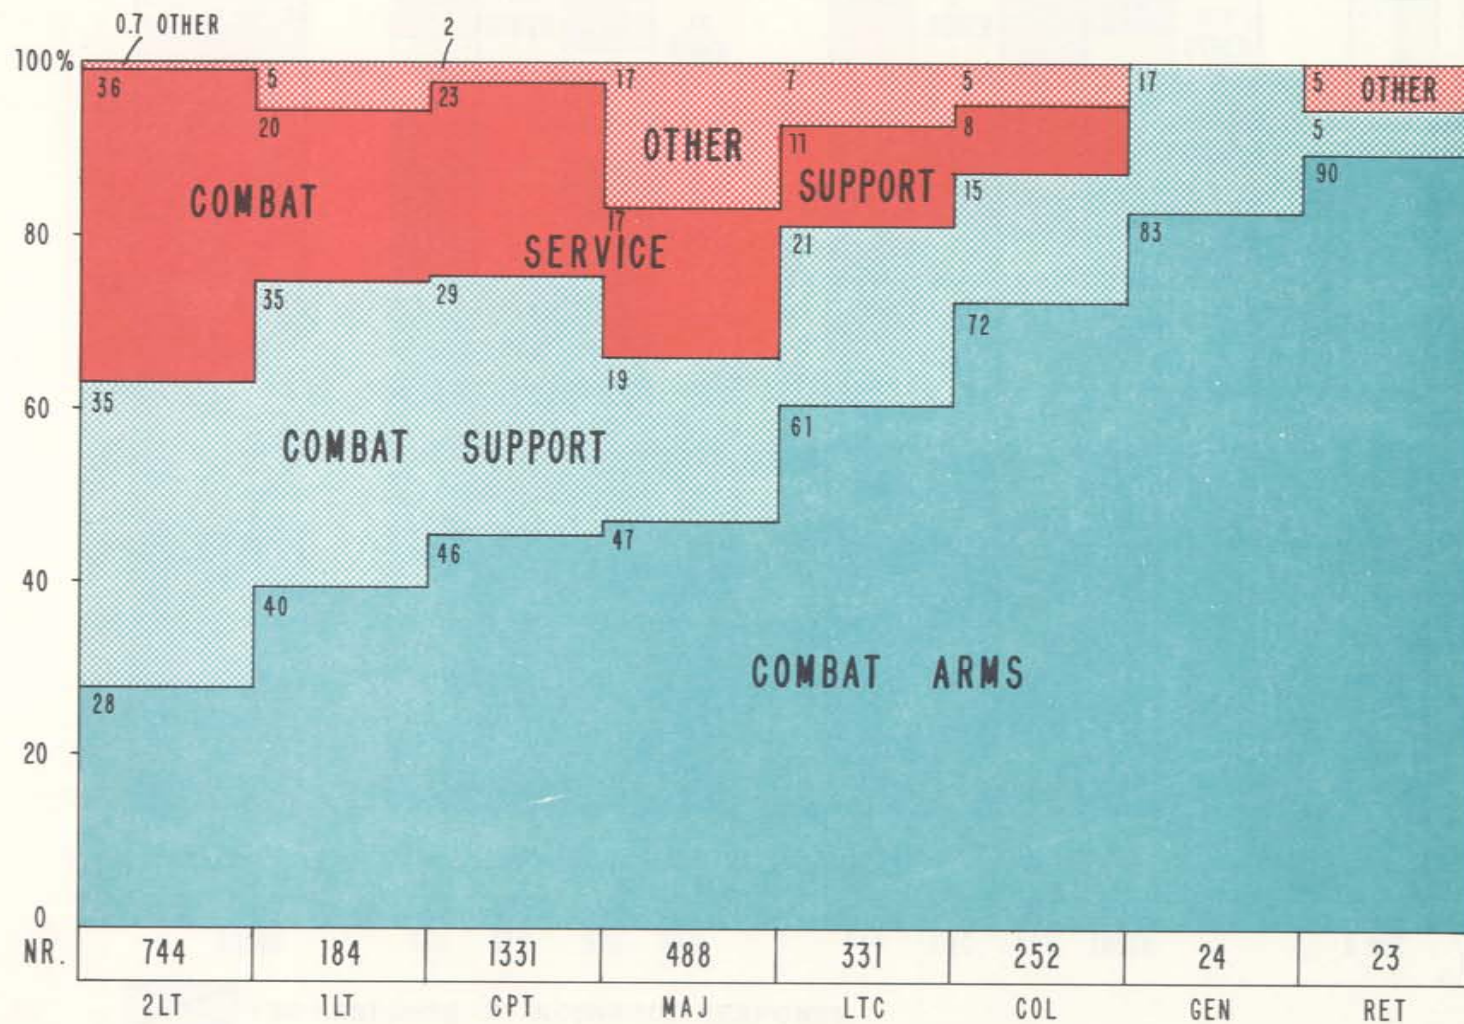 0.7 OTHER 2
100%
36 5 23 17 7 5 17 5 OTHER
20 11 8 5
OTHER
COMBAT SUPPORT 15 90
80 17 21 83
SERVICE
35 29
72
19
60 35 61
COMBAT SUPPORT
46 47
40 40
COMBAT ARMS
28
20
0
NR. 744 184 1331 488 331 252 24 23
2LT 1LT CPT MAJ LTC COL GEN RET